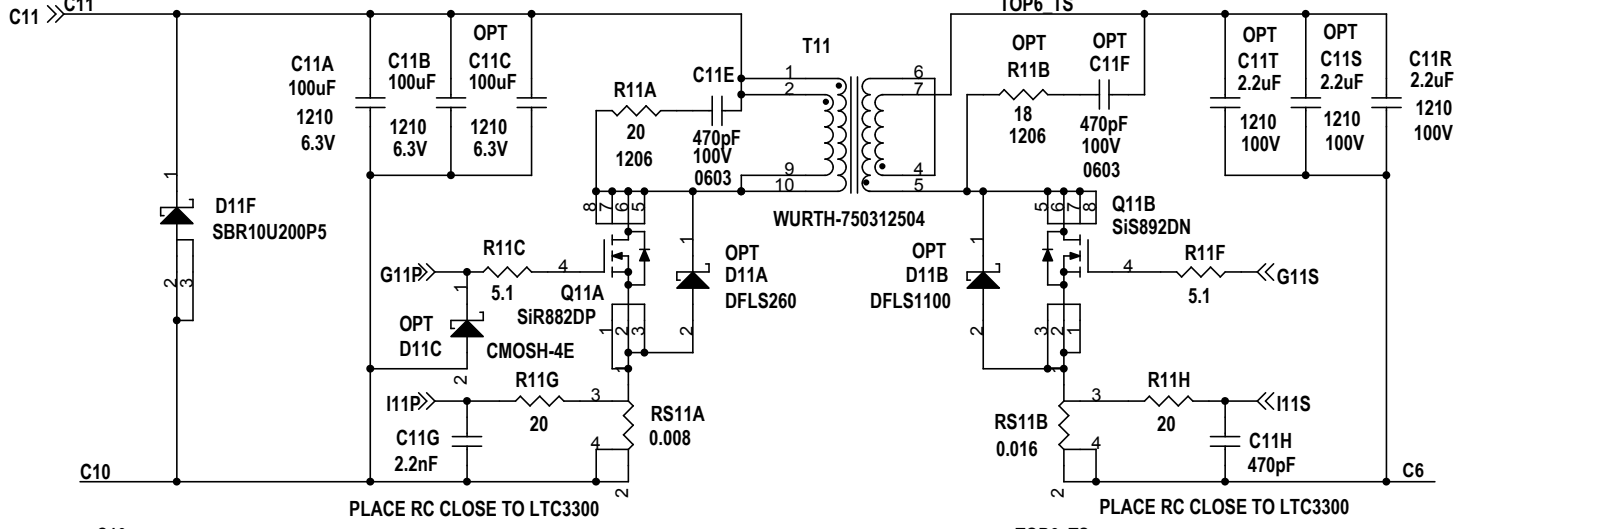 C11
C11
TOP6_TS
OPT
C11A
100uF
1210
6.3V
C11B
100uF
1210
6.3V
C11C
100uF
1210
6.3V
T11
C11E
R11A
20
1206
470pF
100V
0603
1
2
9
10
6
7
4
5
WURTH-750312504
OPT
R11B
18
1206
OPT
C11F
470pF
100V
0603
OPT
C11T
2.2uF
1210
100V
OPT
C11S
2.2uF
1210
100V
C11R
2.2uF
1210
100V
1
D11F
SBR10U200P5
2
3
G11P
R11C
5.1
4
1
OPT
D11C
CMOSH-4E
2
8
7
6
5
Q11A
SiR882DP
1
2
3
1
OPT
D11A
DFLS260
2
1
OPT
D11B
DFLS1100
2
5
6
7
8
Q11B
SiS892DN
4
R11F
5.1
G11S
3
2
1
I11P
R11G
20
3
C11G
2.2nF
1
RS11A
0.008
4
2
1
RS11B
0.016
3
4
2
R11H
20
I11S
C11H
470pF
C10
C6
PLACE RC CLOSE TO LTC3300
PLACE RC CLOSE TO LTC3300